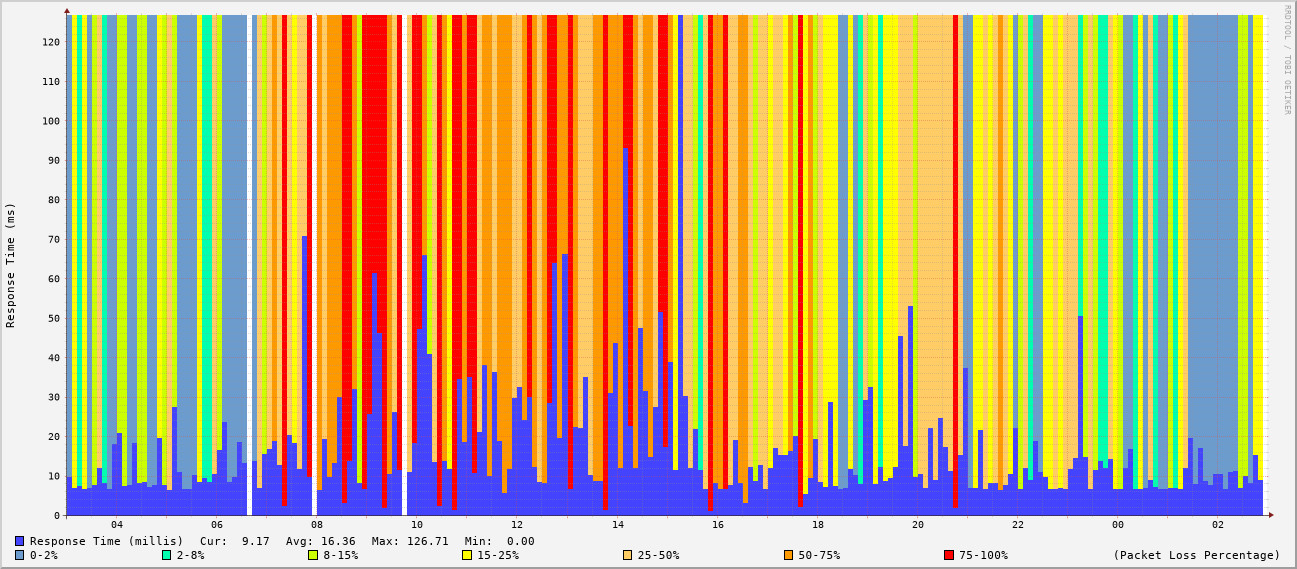 RRDTOOL / TOBI OETIKER
Response Time (ms)
120
110
100
90
80
70
60
50
40
30
20
10
0
04 06 08 10 12 14 16 18 20 22 00 02
Response Time (millis) Cur: 9.17 Avg: 16.36 Max: 126.71 Min: 0.00
0-2% 2-8% 8-15% 15-25% 25-50% 50-75% 75-100% (Packet Loss Percentage)